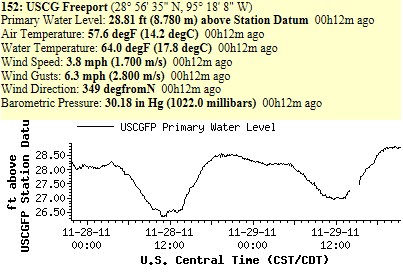 152: USCG Freeport (28° 56' 35" N, 95° 18' 8" W)
Primary Water Level: 28.81 ft (8.780 m) above Station Datum 00h12m ago
Air Temperature: 57.6 degF (14.2 degC) 00h12m ago
Water Temperature: 64.0 degF (17.8 degC) 00h12m ago
Wind Speed: 3.8 mph (1.700 m/s) 00h12m ago
Wind Gusts: 6.3 mph (2.800 m/s) 00h12m ago
Wind Direction: 349 degfromN 00h12m ago
Barometric Pressure: 30.18 in Hg (1022.0 millibars) 00h12m ago
USCGFP Primary Water Level
ft above
USCGFP Station Datu
28.50
28.00
27.00
26.50
11-28-11 11-28-11 11-29-11 11-29-11
00:00 12:00 00:00 12:00
U.S. Central Time (CST/CDT)